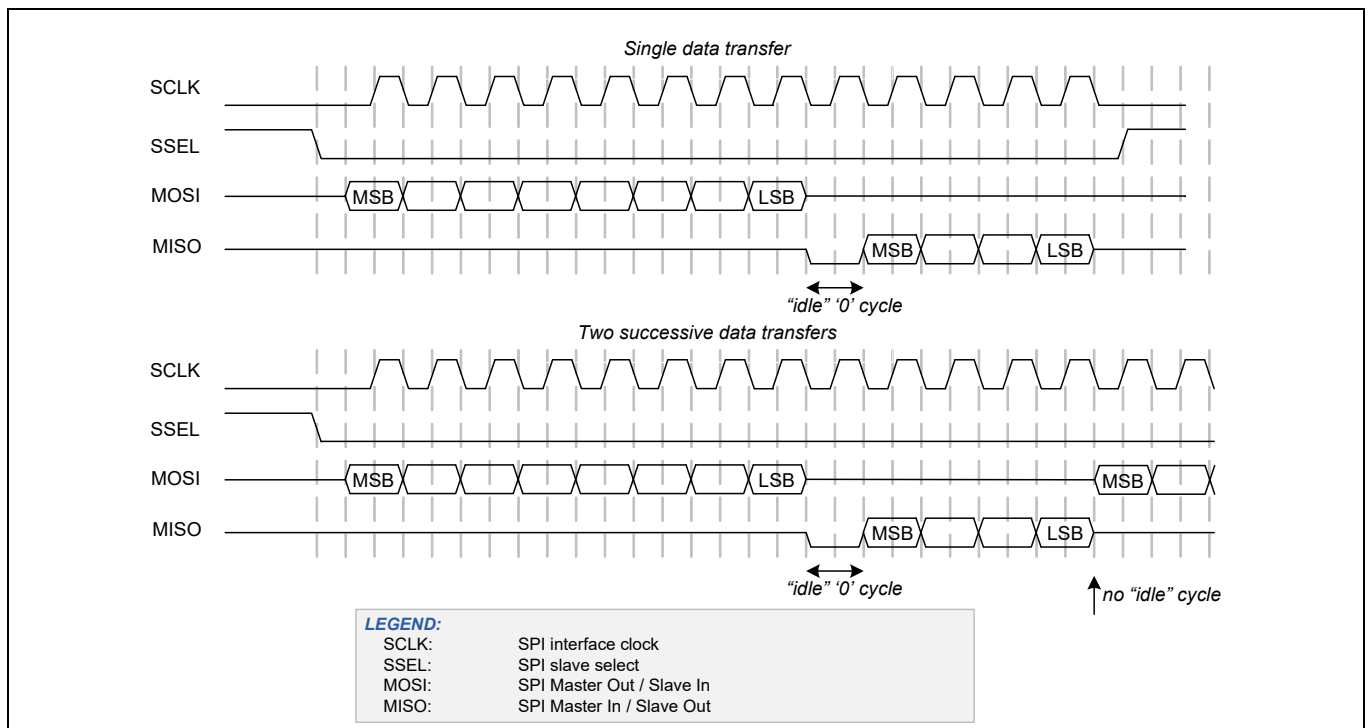 Single data transfer
SCLK
SSEL
MOSI MSB LSB
MISO MSB LSB
“idle” ‘0’ cycle
Two successive data transfers
SCLK
SSEL
MOSI MSB LSB MSB
MISO MSB LSB
“idle” ‘0’ cycle no “idle” cycle
LEGEND:
SCLK: SPI interface clock
SSEL: SPI slave select
MOSI: SPI Master Out / Slave In
MISO: SPI Master In / Slave Out